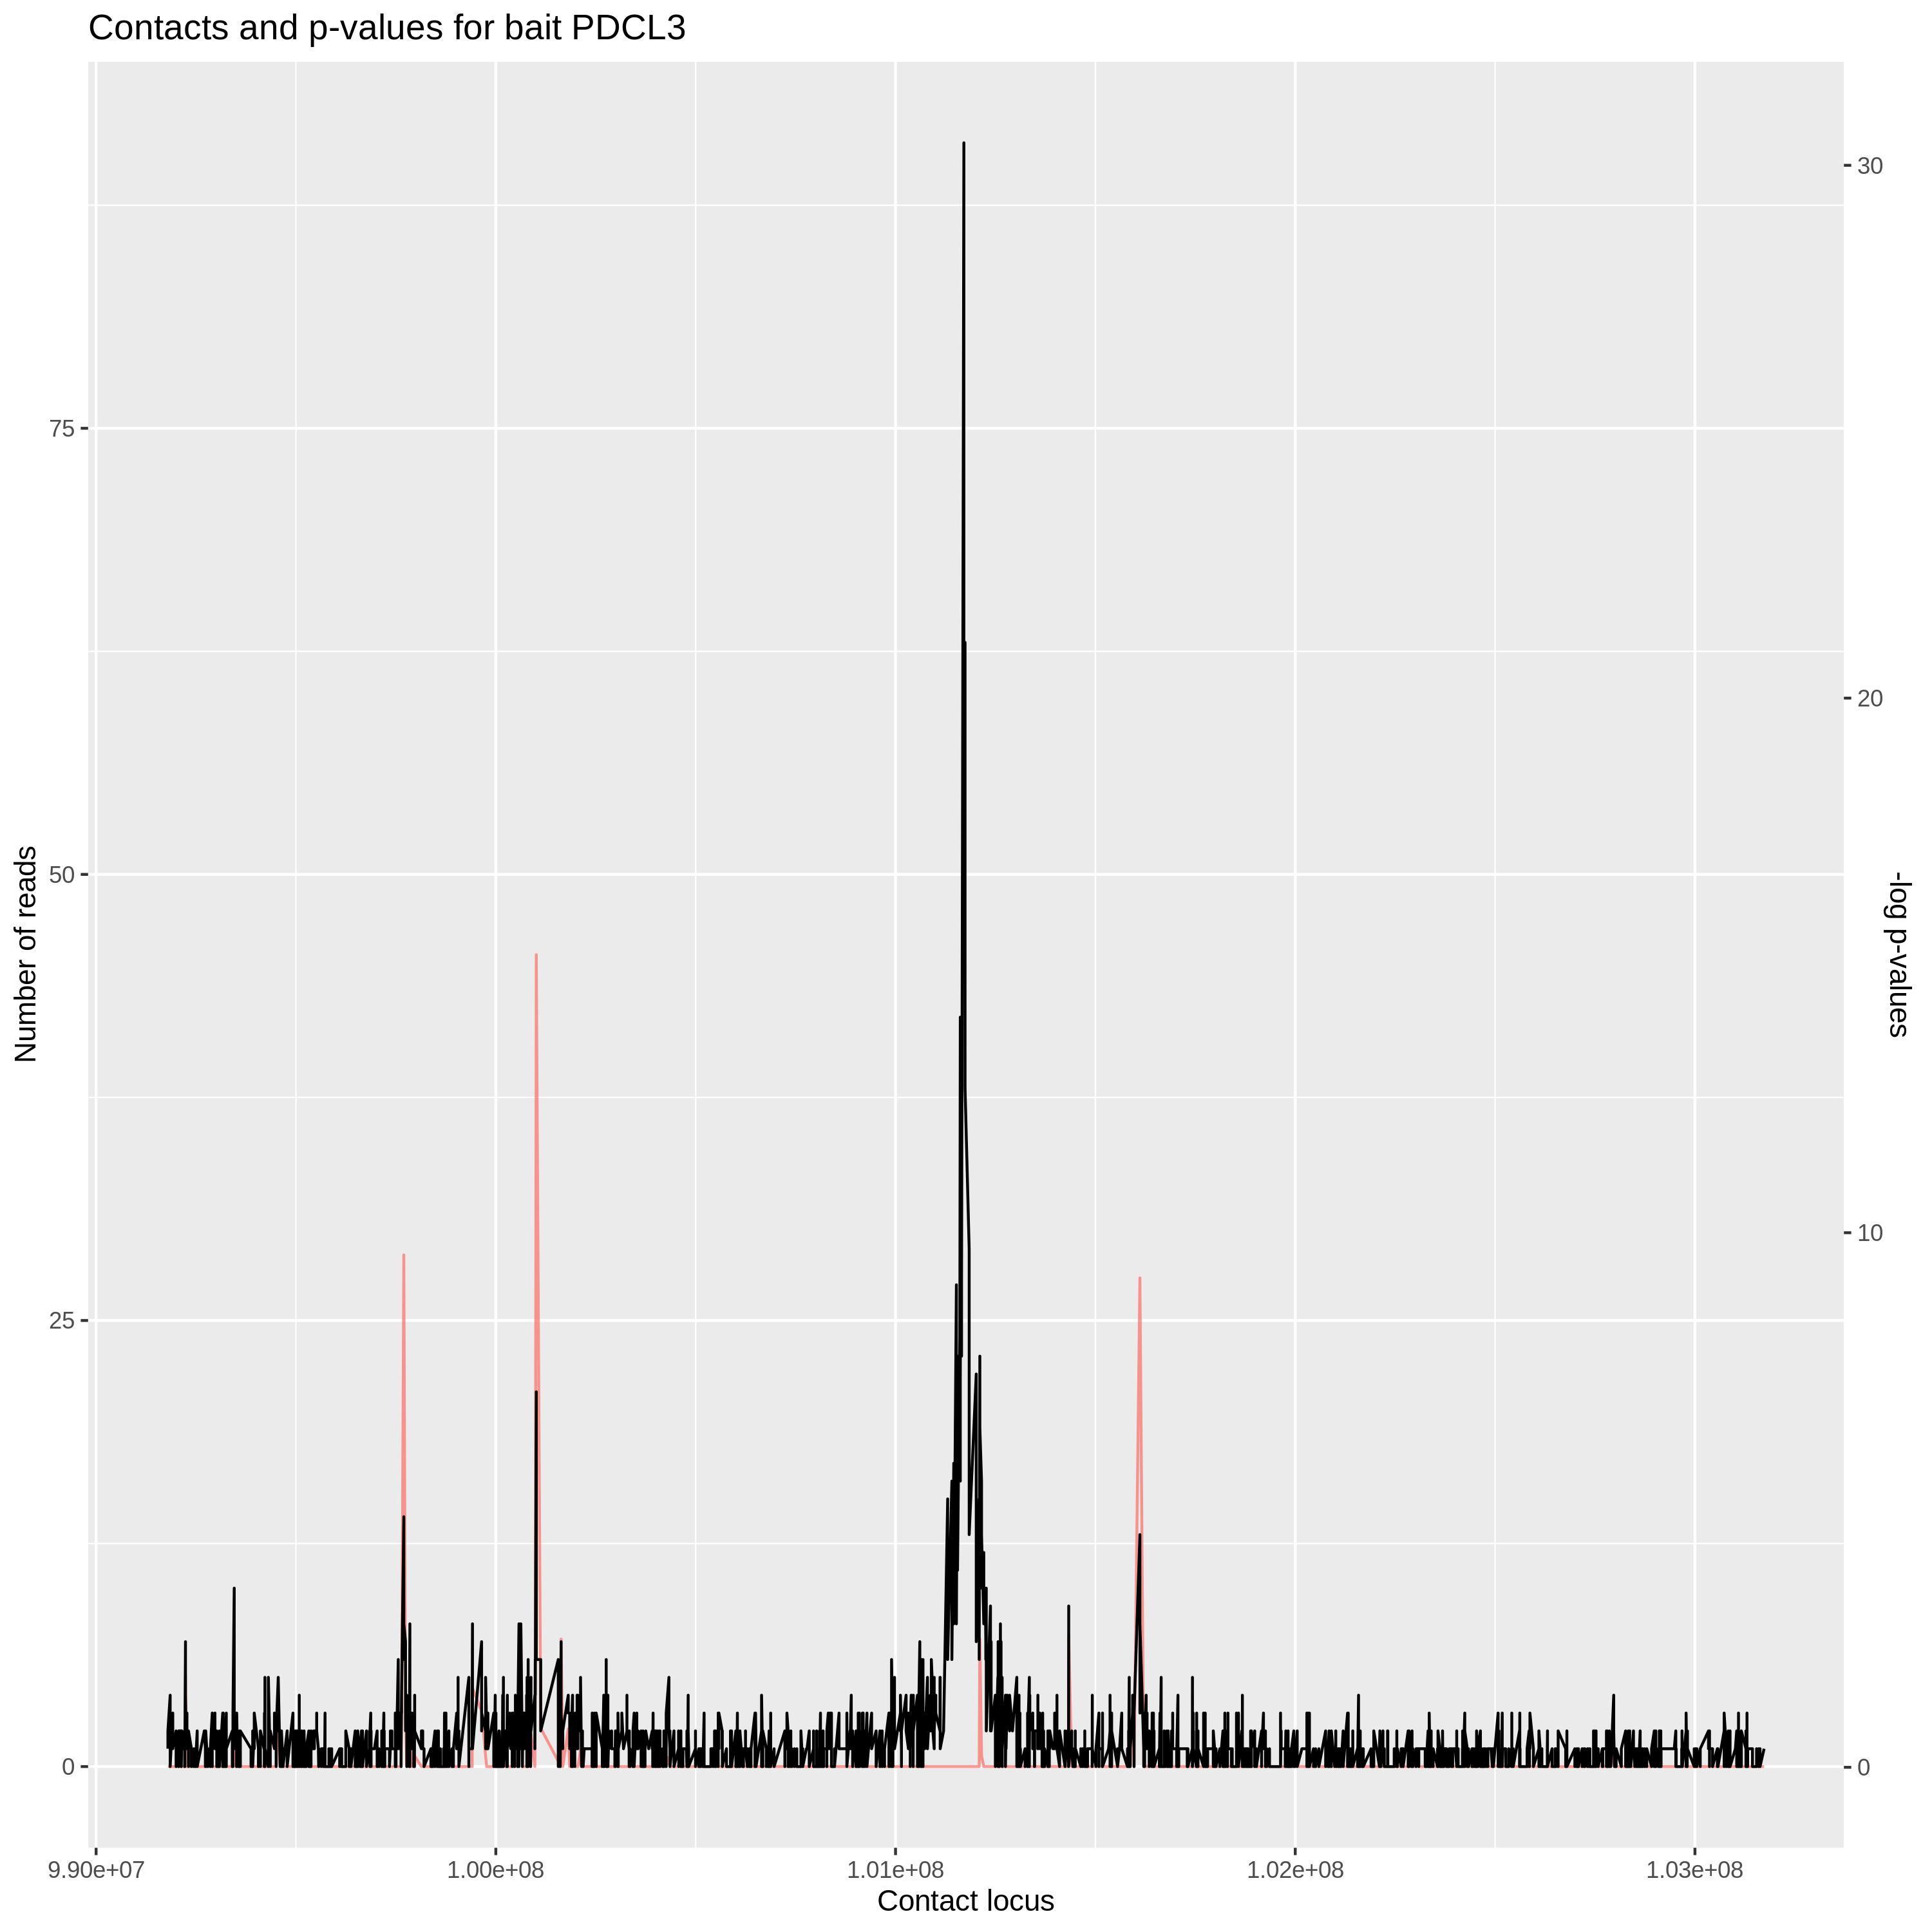 Contacts and p-values for bait PDCL3
Number of reads
75
50
25
0
30
20
10
0
-log p-values
9.90e+07 1.00e+08 1.01e+08 1.02e+08 1.03e+08
Contact locus